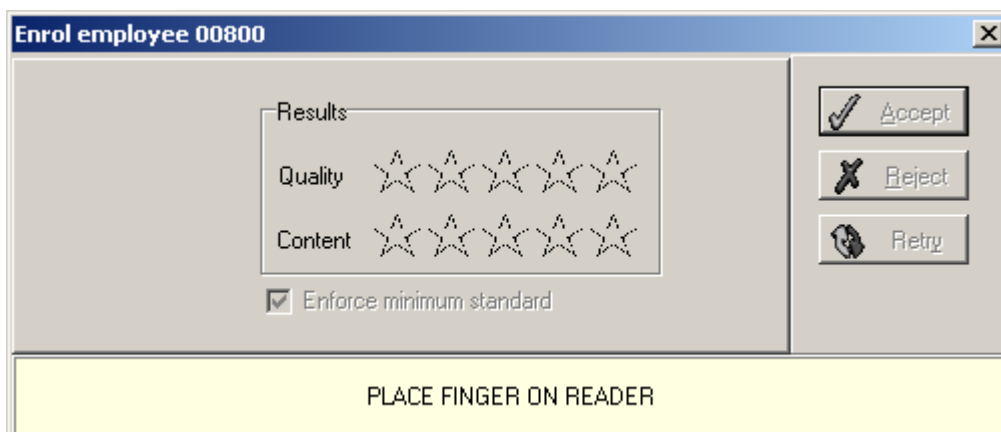 Enrol employee 00800
Results
Quality
Content
Enforce minimum standard
Accept
Reject
Retry
PLACE FINGER ON READER